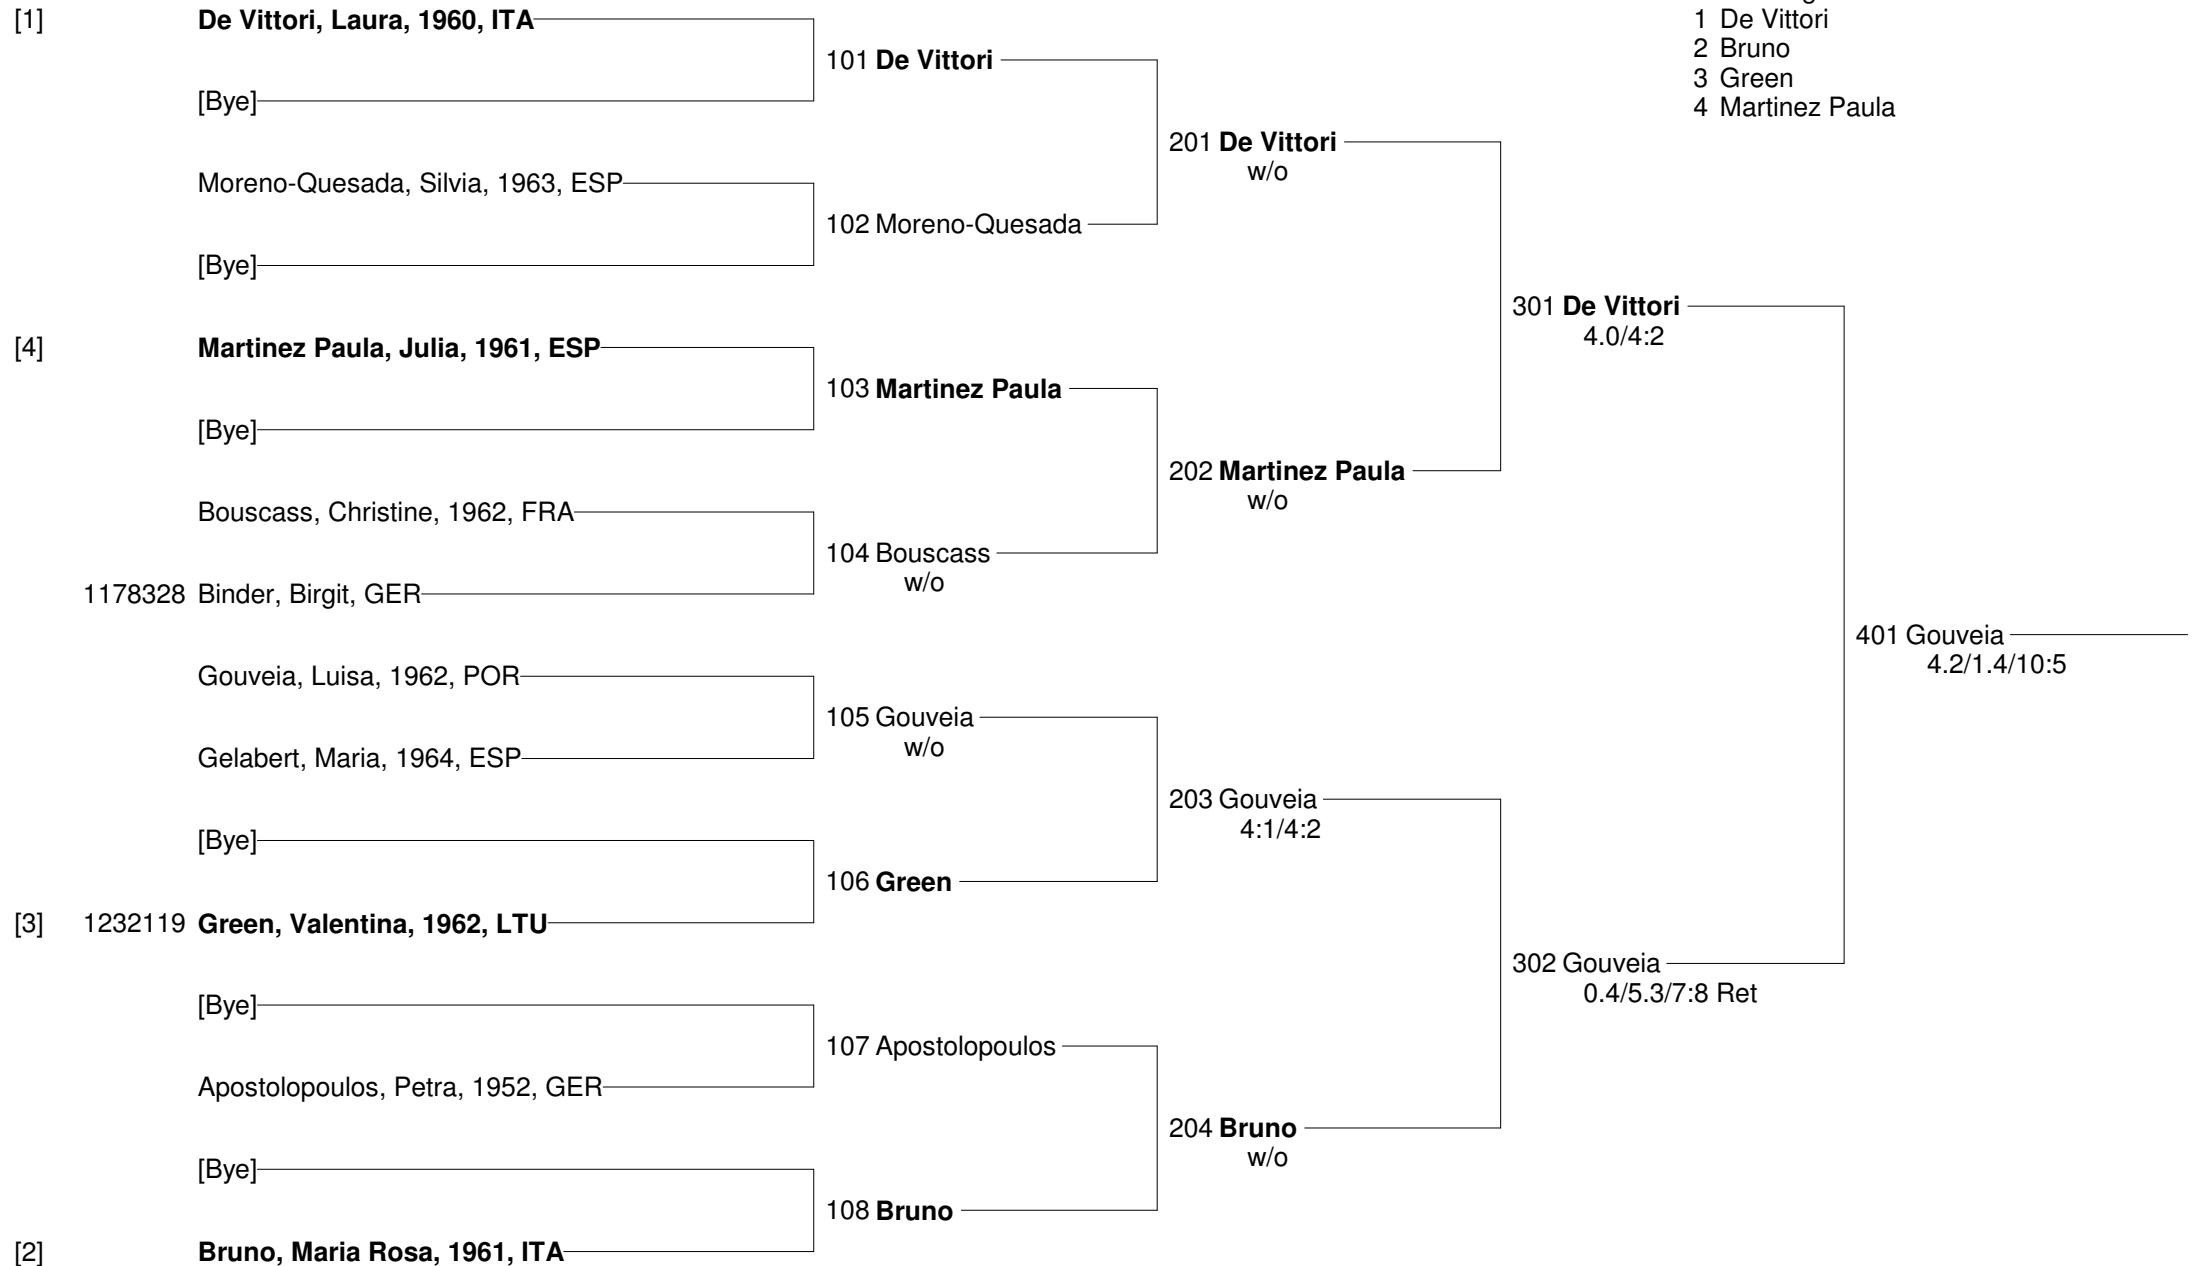 [1] De Vittori, Laura, 1960, ITA
[Bye]
Moreno-Quesada, Silvia, 1963, ESP
[Bye]
[4] Martinez Paula, Julia, 1961, ESP
[Bye]
Bouscass, Christine, 1962, FRA
1178328 Binder, Birgit, GER
Gouveia, Luisa, 1962, POR
Gelabert, Maria, 1964, ESP
[Bye]
[3] 1232119 Green, Valentina, 1962, LTU
[Bye]
Apostolopoulos, Petra, 1952, GER
[Bye]
[2] Bruno, Maria Rosa, 1961, ITA
101 De Vittori
102 Moreno-Quesada
103 Martinez Paula
104 Bouscass
w/o
105 Gouveia
w/o
106 Green
107 Apostolopoulos
108 Bruno
201 De Vittori
w/o
202 Martinez Paula
w/o
203 Gouveia
4:1/4:2
204 Bruno
w/o
301 De Vittori
4.0/4:2
302 Gouveia
0.4/5.3/7:8 Ret
401 Gouveia
4.2/1.4/10:5
1 De Vittori
2 Bruno
3 Green
4 Martinez Paula